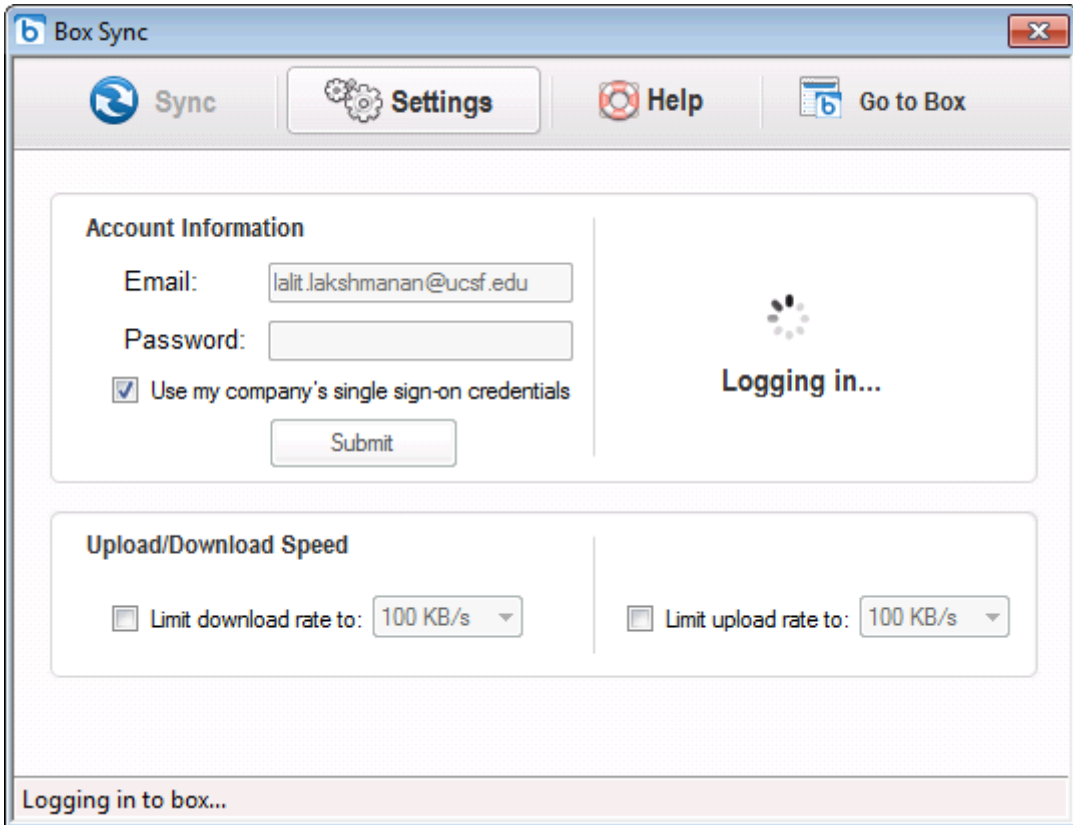 Box Sync
Sync Settings Help Go to Box
Account Information
Email: lalit.lakshmanan@ucsf.edu
Password:
Use my company's single sign-on credentials
Submit
Logging in...
Upload/Download Speed
Limit download rate to: 100 KB/s Limit upload rate to: 100 KB/s
Logging in to box...